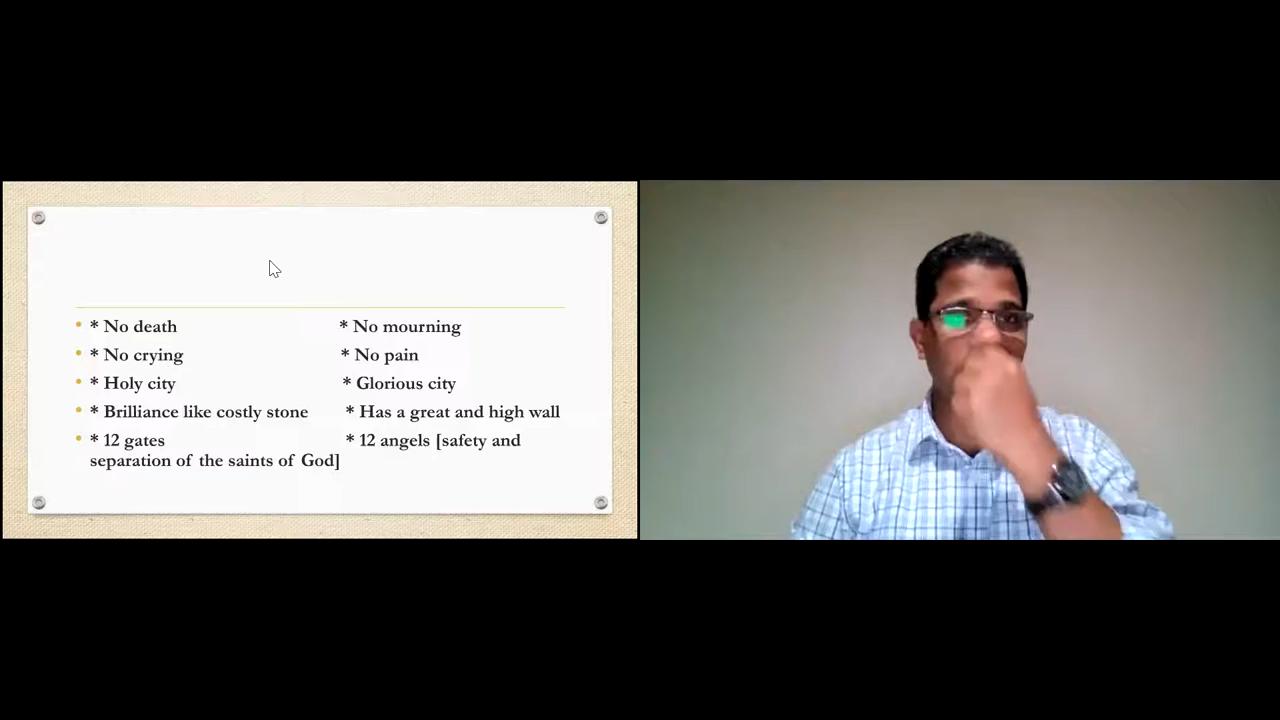 * No death * No mourning
* No crying * No pain
* Holy city * Glorious city
* Brilliance like costly stone * Has a great and high wall
* 12 gates * 12 angels [safety and
separation of the saints of God]